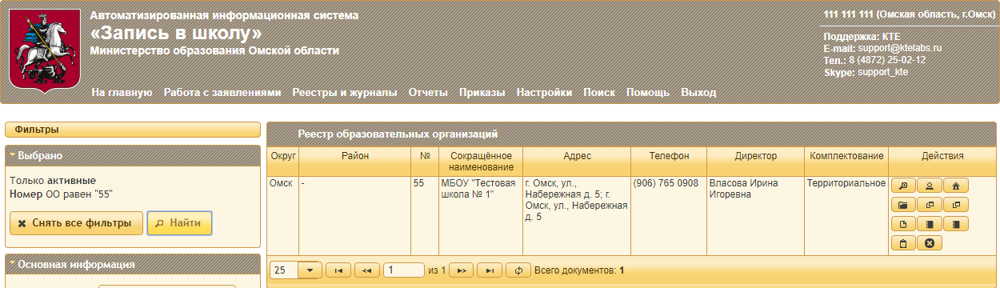 Автоматизированная информационная система
«Запись в школу»
Министерство образования Омской области
111 111 111 (Омская область, г.Омск)
Поддержка: КТЕ
E-mail: support@ktelabs.ru
Тел.: 8 (4872) 25-02-12
Skype: support_kte
На главную Работа с заявлениями Реестры и журналы Отчеты Приказы Настройки Поиск Помощь Выход
Фильтры
Выбрано
Только активные
Номер ОО равен "55"
Снять все фильтры Найти
Основная информация
Реестр образовательных организаций
Округ Район № Сокращённое наименование Адрес Телефон Директор Комплектование Действия
Омск - 55 МБОУ "Тестовая (906) 765 0908 Власова Ирина Территориальное
школа № 1" Игоревна
г. Омск, ул.,
Набережная д. 5; г.
Омск, ул., Набережная
д. 5
25 1 из 1 Всего документов: 1